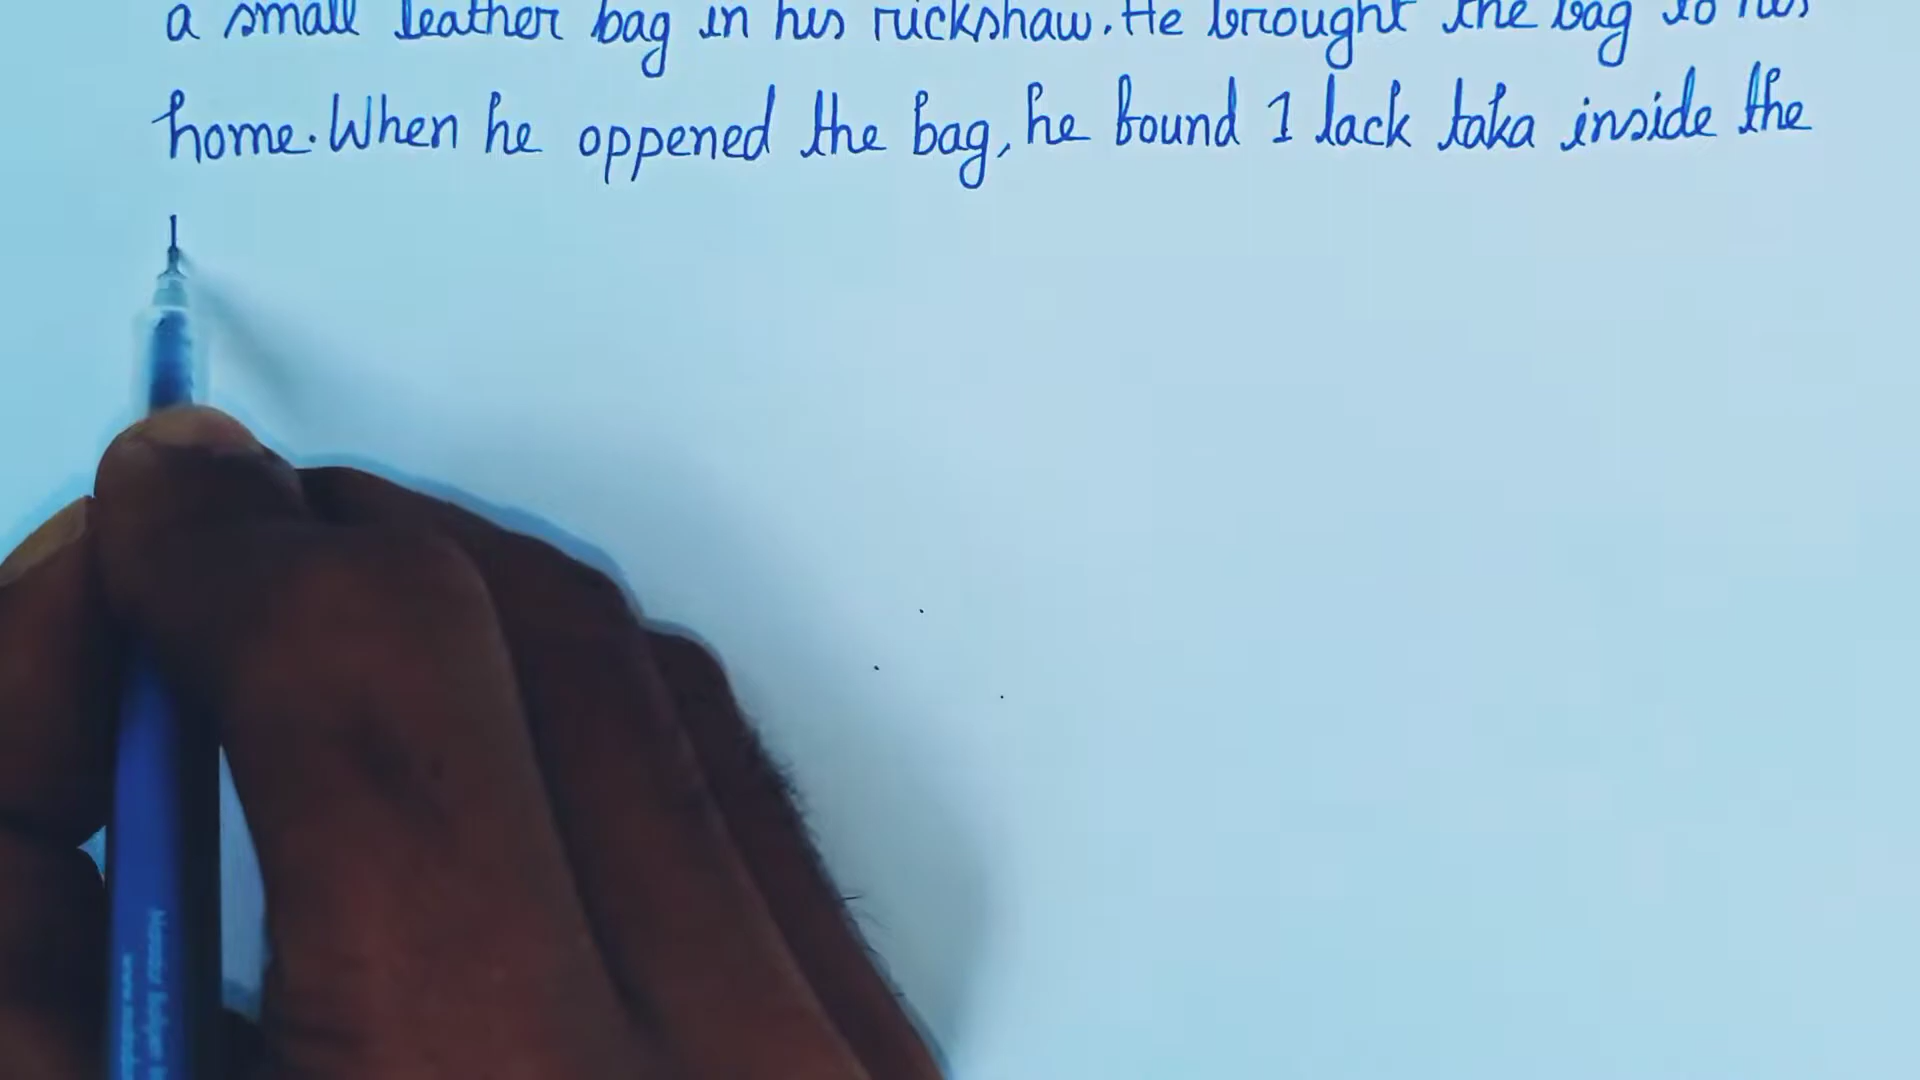 a small leather bag in his rickshaw. He brought the bag to his
home. When he oppened the bag, he found 1 lack taka inside the